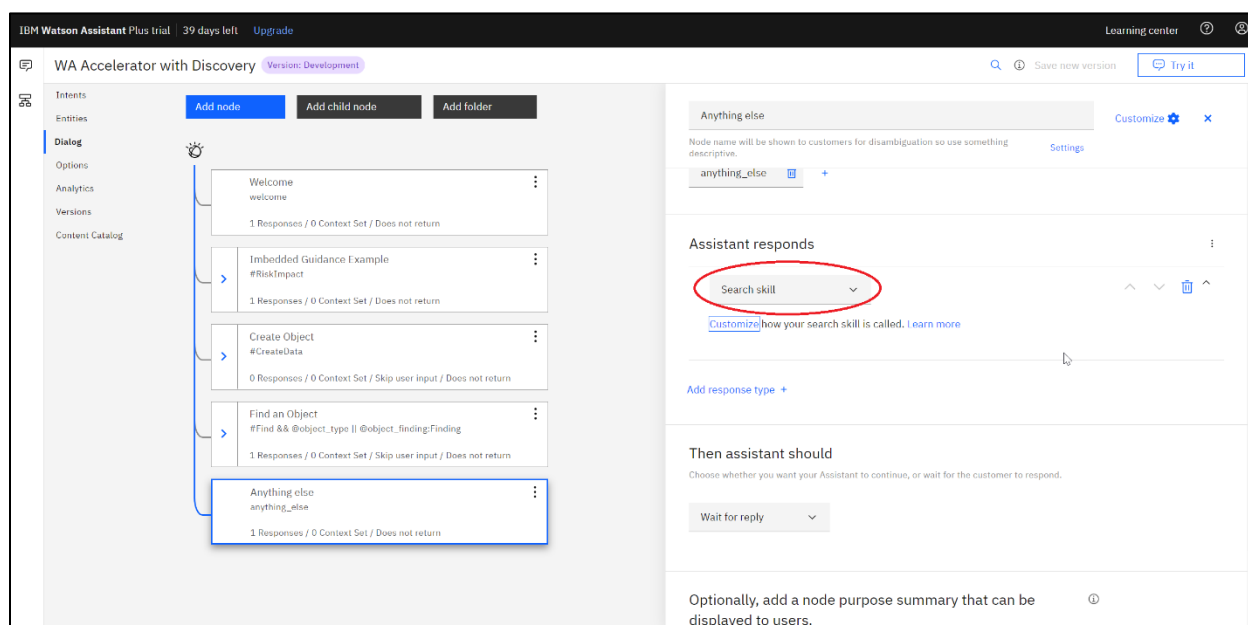 IBM Watson Assistant Plus trial 39 days left Upgrade
Learning center
WA Accelerator with Discovery Version: Development
Save new version Try it
Intents
Entities
Dialog
Options
Analytics
Versions
Content Catalog
Add node Add child node Add folder
Welcome
welcome
1 Responses / 0 Context Set / Does not return
Imbedded Guidance Example
#RiskImpact
1 Responses / 0 Context Set / Does not return
Create Object
#CreateData
0 Responses / 0 Context Set / Skip user input / Does not return
Find an Object
#Find && @object_type || @object_finding:Finding
1 Responses / 0 Context Set / Skip user input / Does not return
Anything else
anything_else
1 Responses / 0 Context Set / Does not return
Anything else
Customize
Node name will be shown to customers for disambiguation so use something
descriptive.
Settings
anything_else
Assistant responds
Search skill
Customize how your search skill is called. Learn more
Add response type +
Then assistant should
Choose whether you want your Assistant to continue, or wait for the customer to respond.
Wait for reply
Optionally, add a node purpose summary that can be
displayed to users.